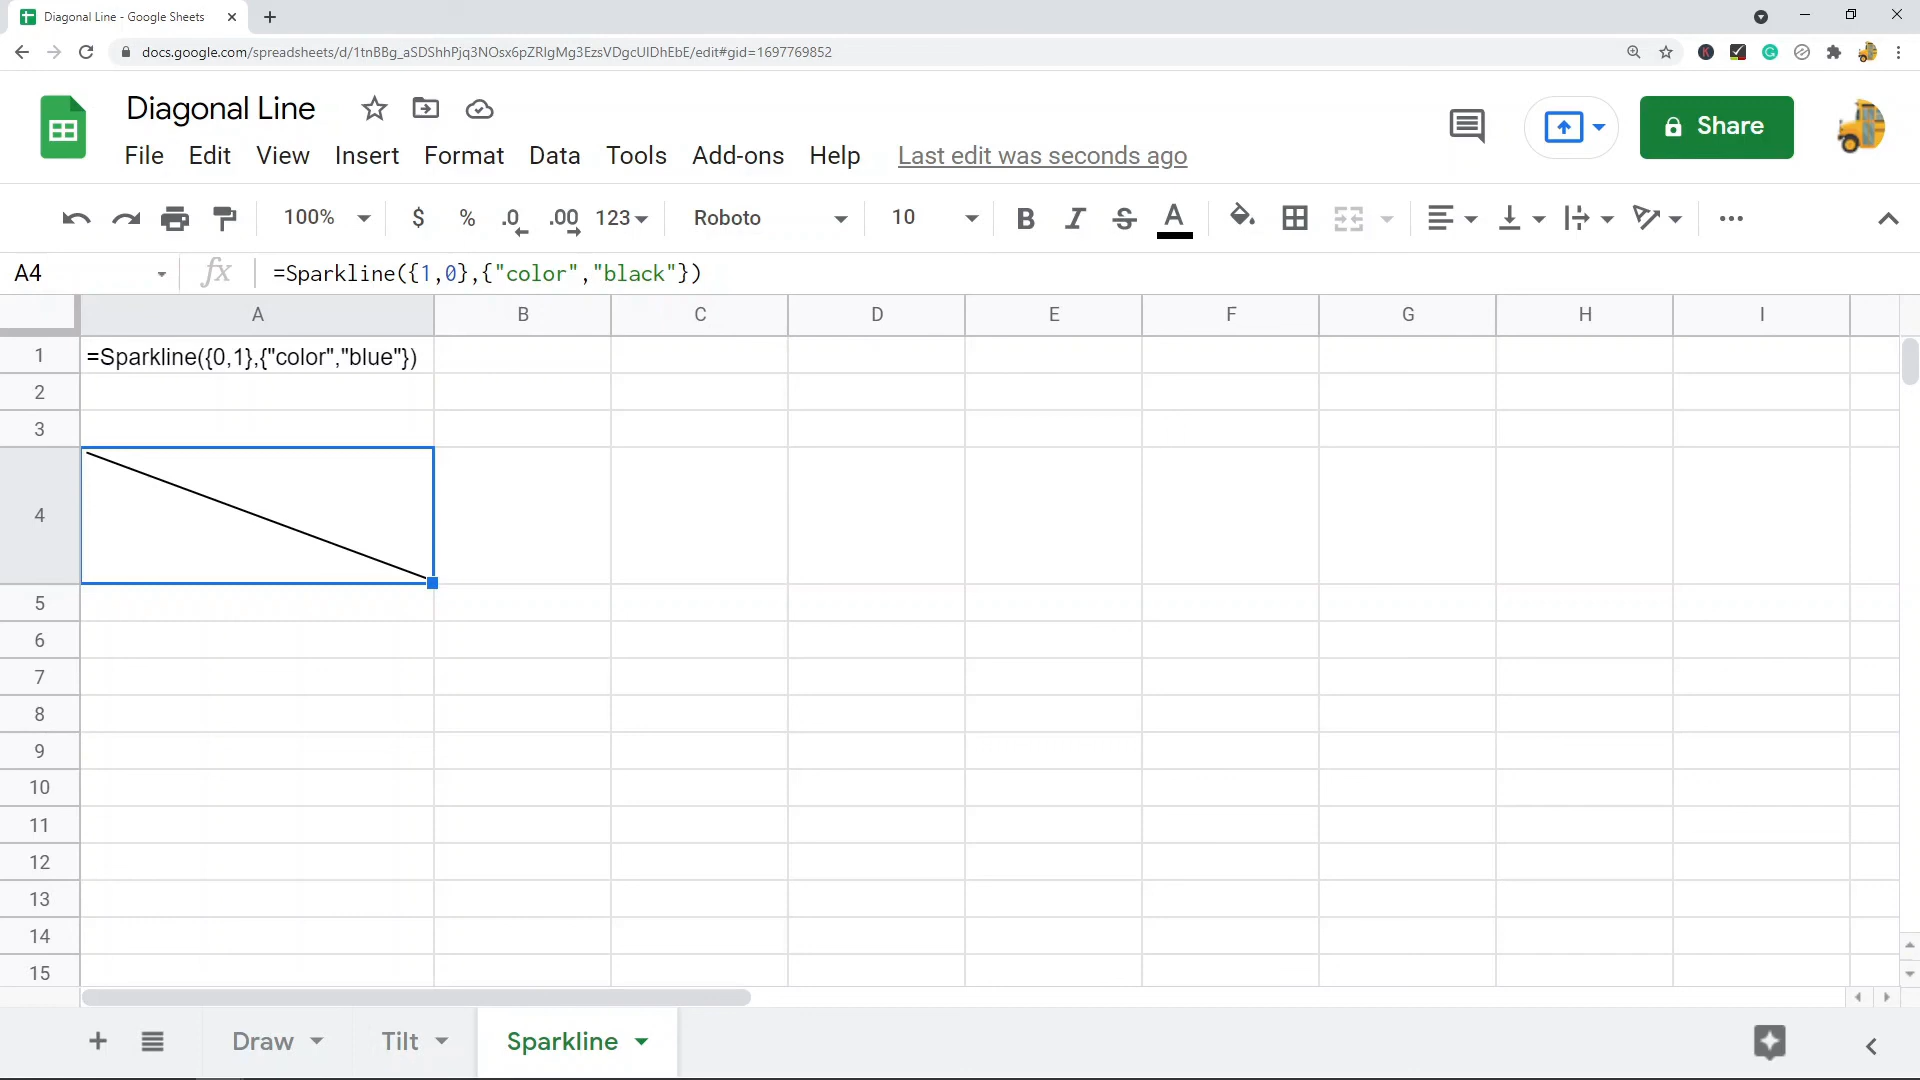 Diagonal Line - Google Sheets
docs.google.com/spreadsheets/d/1tnBBg_aSDShhPjq3NOsx6pZRIgMg3EzsVDgcUIDhEbE/edit#gid=1697769852
Diagonal Line
Share
File Edit View Insert Format Data Tools Add-ons Help Last edit was seconds ago
100% $ % .0 .00 123 Roboto 10 B I S A
A4 fx =Sparkline({1,0},{"color","black"})
A B C D E F G H I
1 =Sparkline({0,1},{"color","blue"})
2
3
4
5
6
7
8
9
10
11
12
13
14
15
Draw Tilt Sparkline